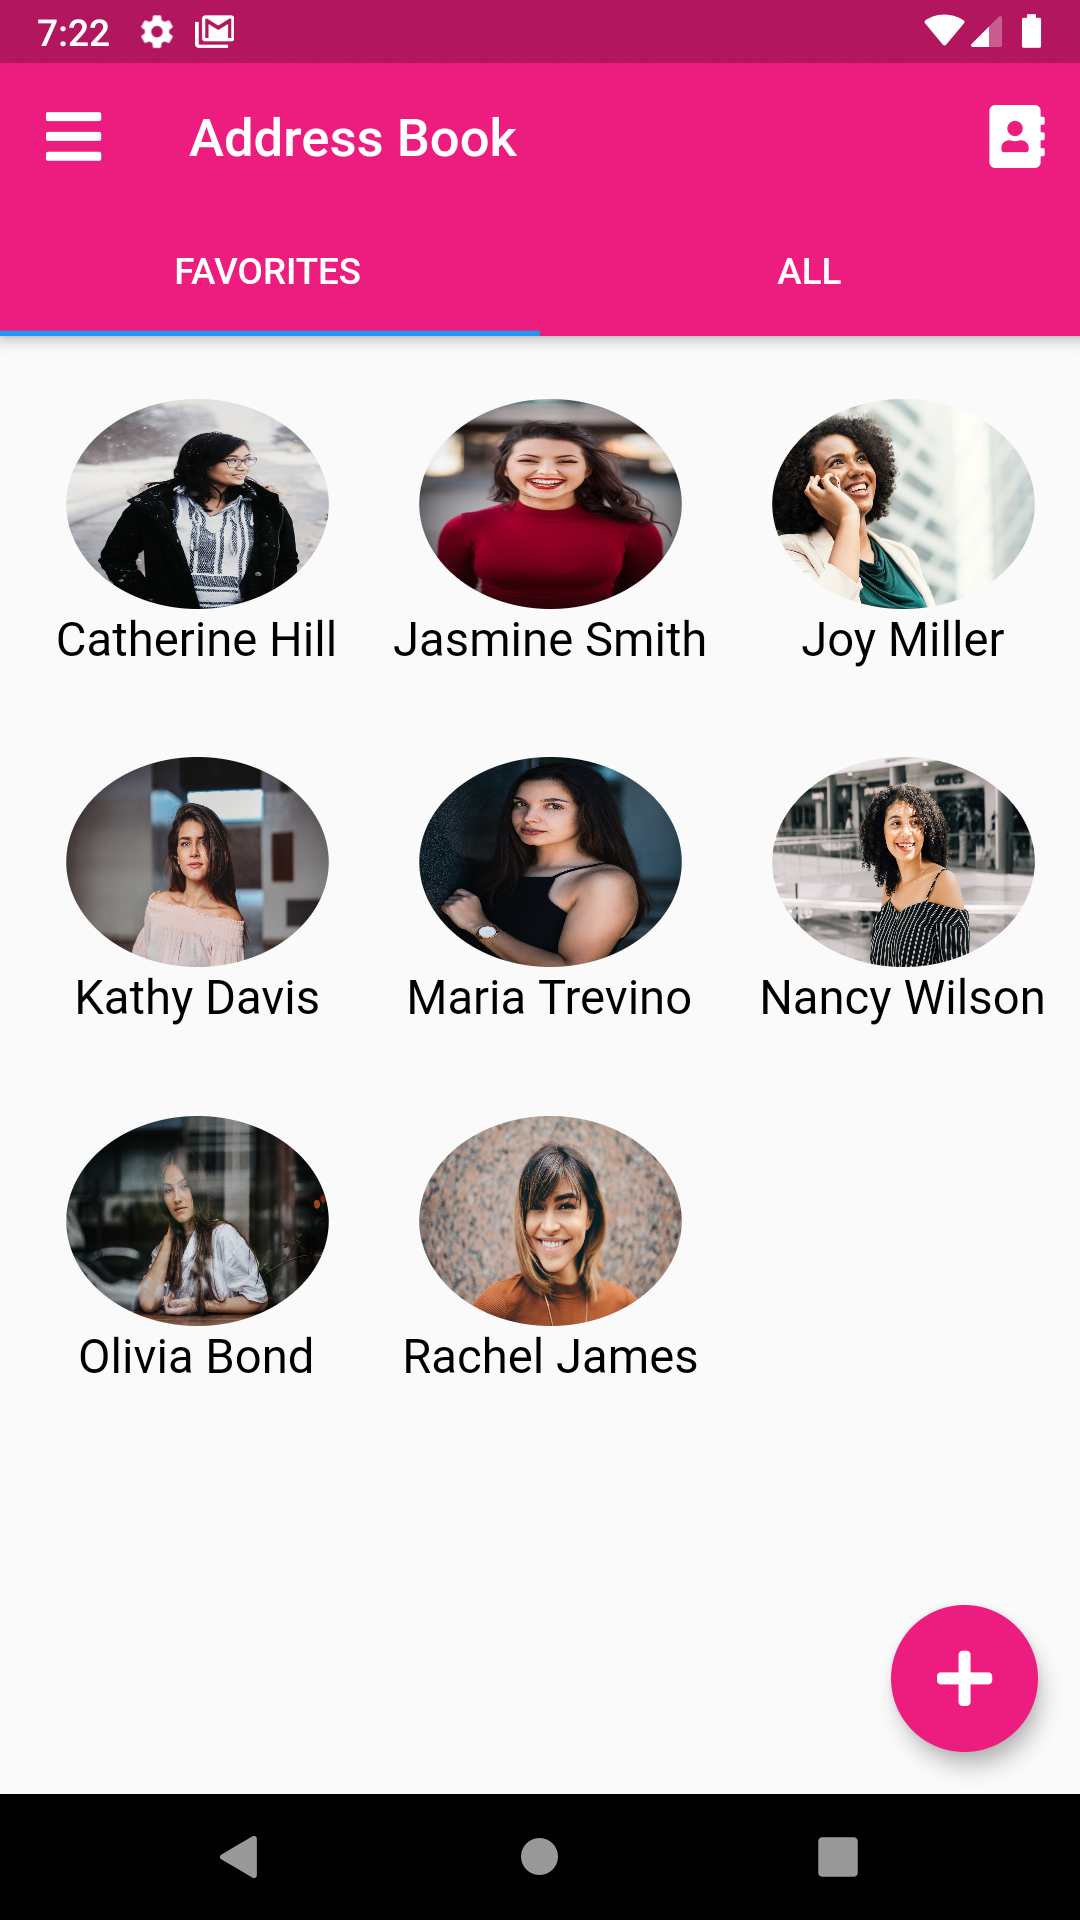 7:22
Address Book
FAVORITES ALL
Catherine Hill Jasmine Smith Joy Miller
Kathy Davis Maria Trevino Nancy Wilson
Olivia Bond Rachel James